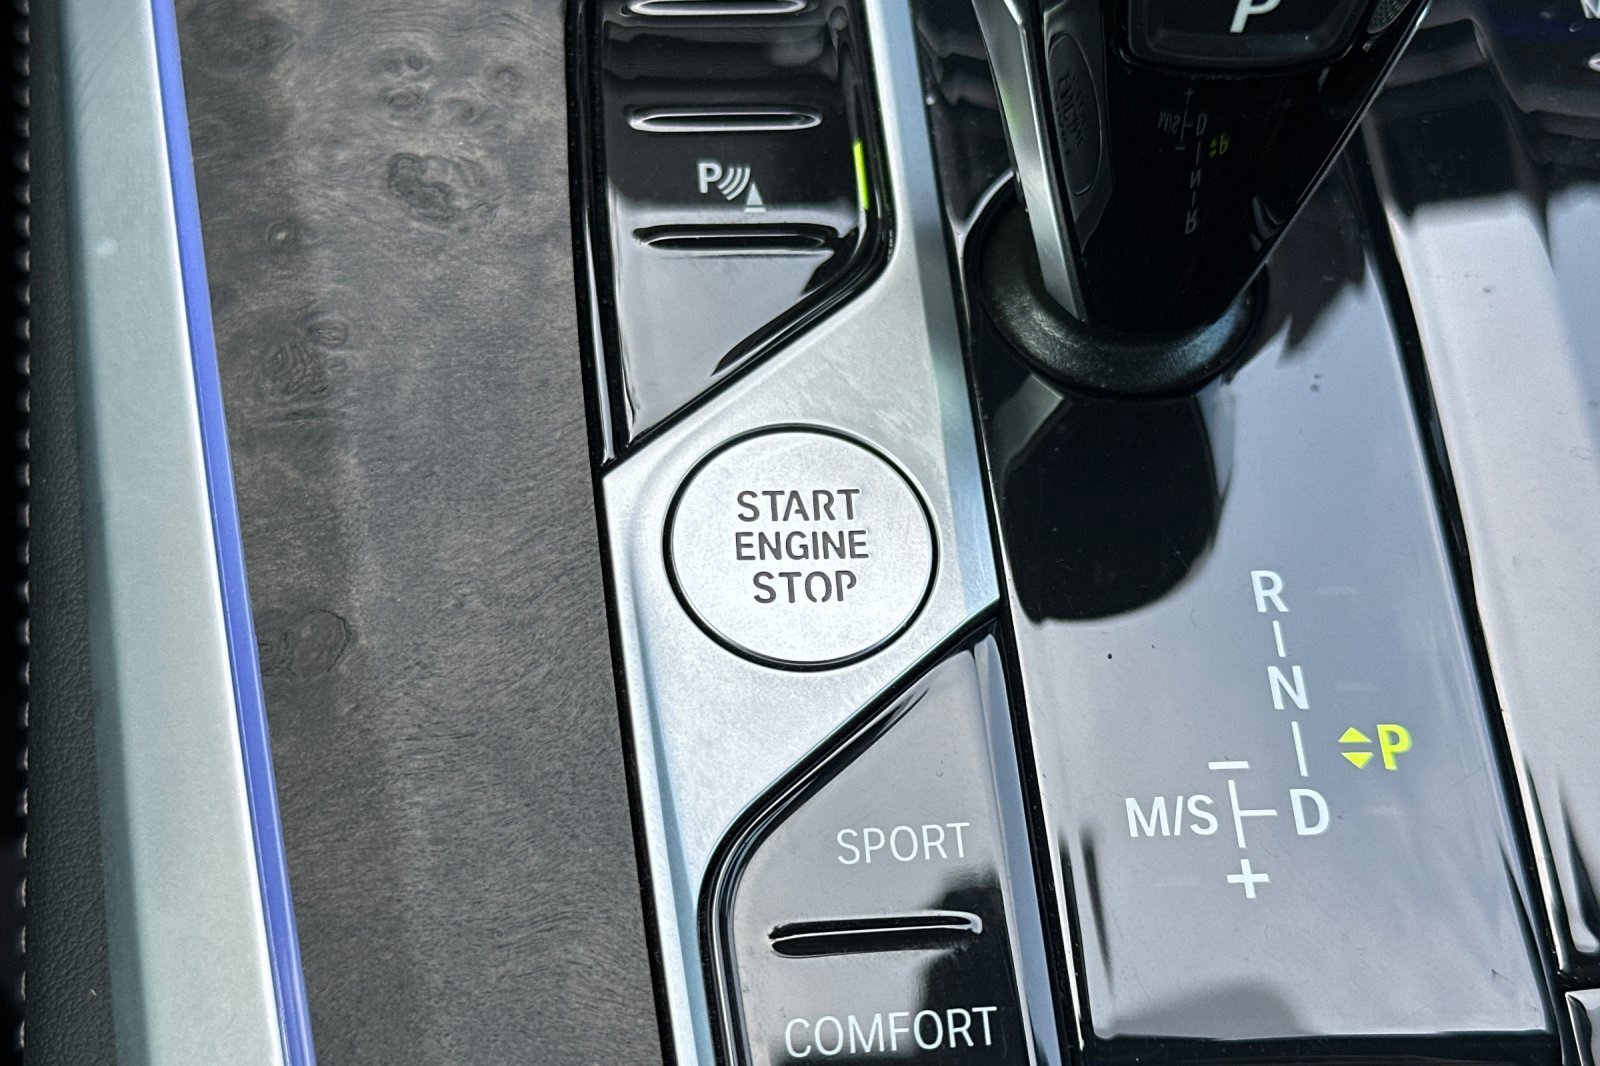 P
P
START
ENGINE
STOP
R
N
P
M/S D
+
SPORT
COMFORT